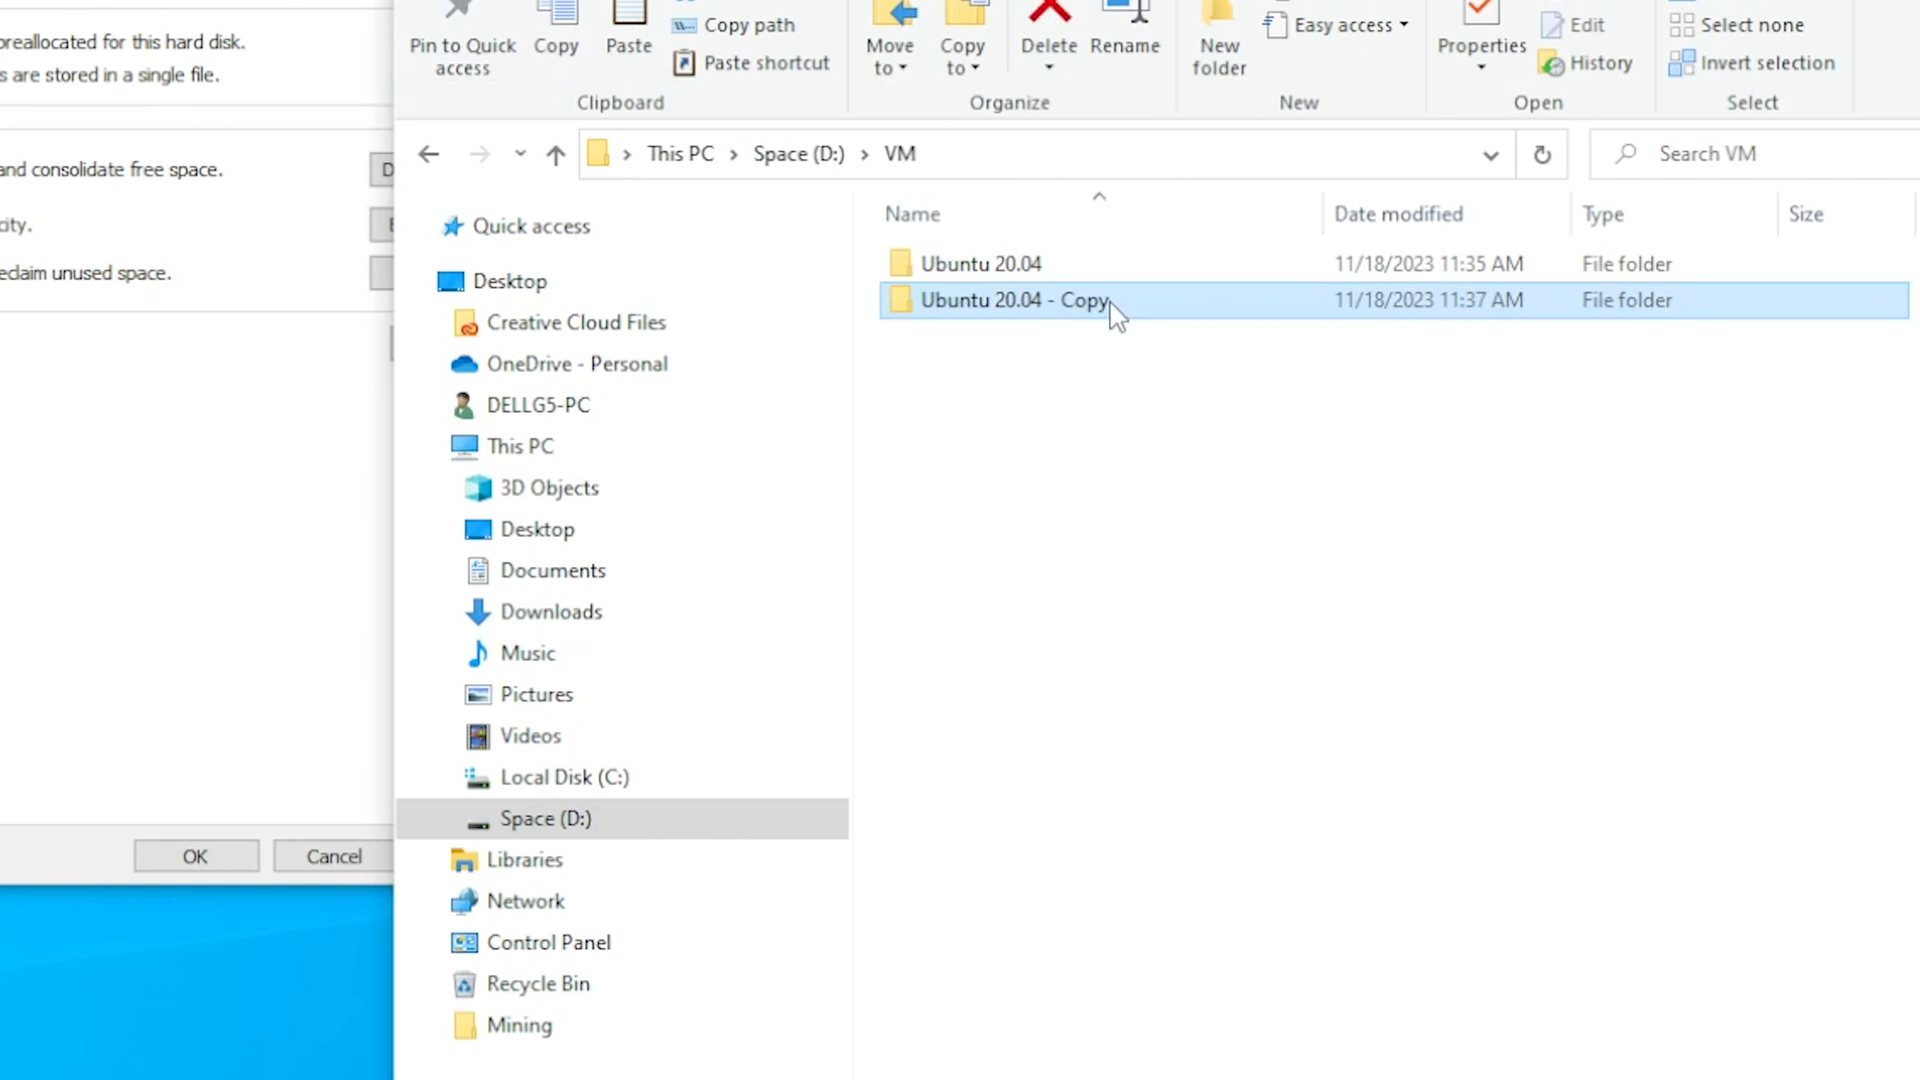 preallocated for this hard disk.
s are stored in a single file.
and consolidate free space.
D
city.
E
eclaim unused space.
OK
Cancel
Pin to Quick access
Copy
Paste
Copy path
Paste shortcut
Clipboard
Move to
Copy to
Delete
Rename
Organize
New folder
Easy access
New
Properties
Edit
History
Open
Select none
Invert selection
Select
This PC > Space (D:) > VM
Search VM
Name
Date modified
Type
Size
Ubuntu 20.04 11/18/2023 11:35 AM File folder
Ubuntu 20.04 - Copy 11/18/2023 11:37 AM File folder
Quick access
Desktop
Creative Cloud Files
OneDrive - Personal
DELLG5-PC
This PC
3D Objects
Desktop
Documents
Downloads
Music
Pictures
Videos
Local Disk (C:)
Space (D:)
Libraries
Network
Control Panel
Recycle Bin
Mining